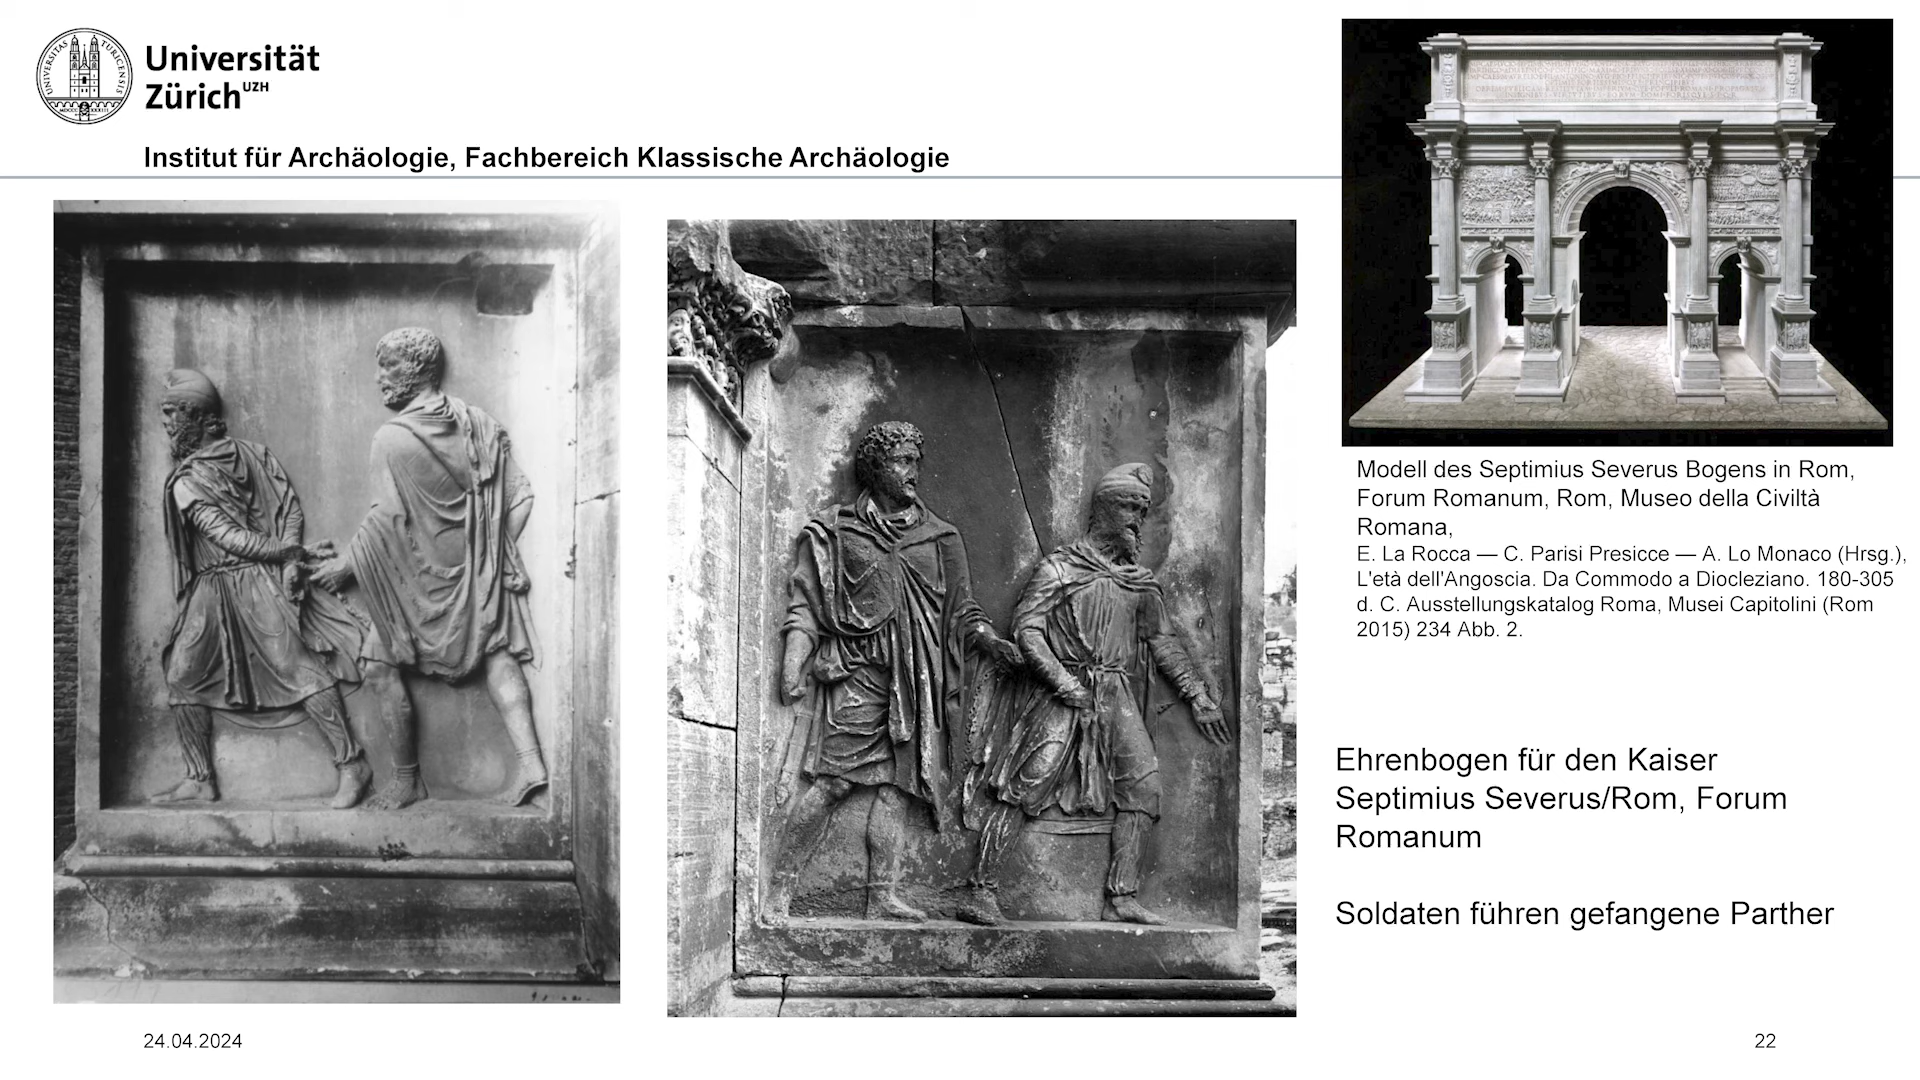 Universität
Zürich UZH
Institut für Archäologie, Fachbereich Klassische Archäologie
Modell des Septimius Severus Bogens in Rom,
Forum Romanum, Rom, Museo della Civiltà
Romana,
E. La Rocca — C. Parisi Presicce — A. Lo Monaco (Hrsg.),
L'età dell'Angoscia. Da Commodo a Diocleziano. 180-305
d. C. Ausstellungskatalog Roma, Musei Capitolini (Rom
2015) 234 Abb. 2.
Ehrenbogen für den Kaiser
Septimius Severus/Rom, Forum
Romanum
Soldaten führen gefangene Parther
24.04.2024
22